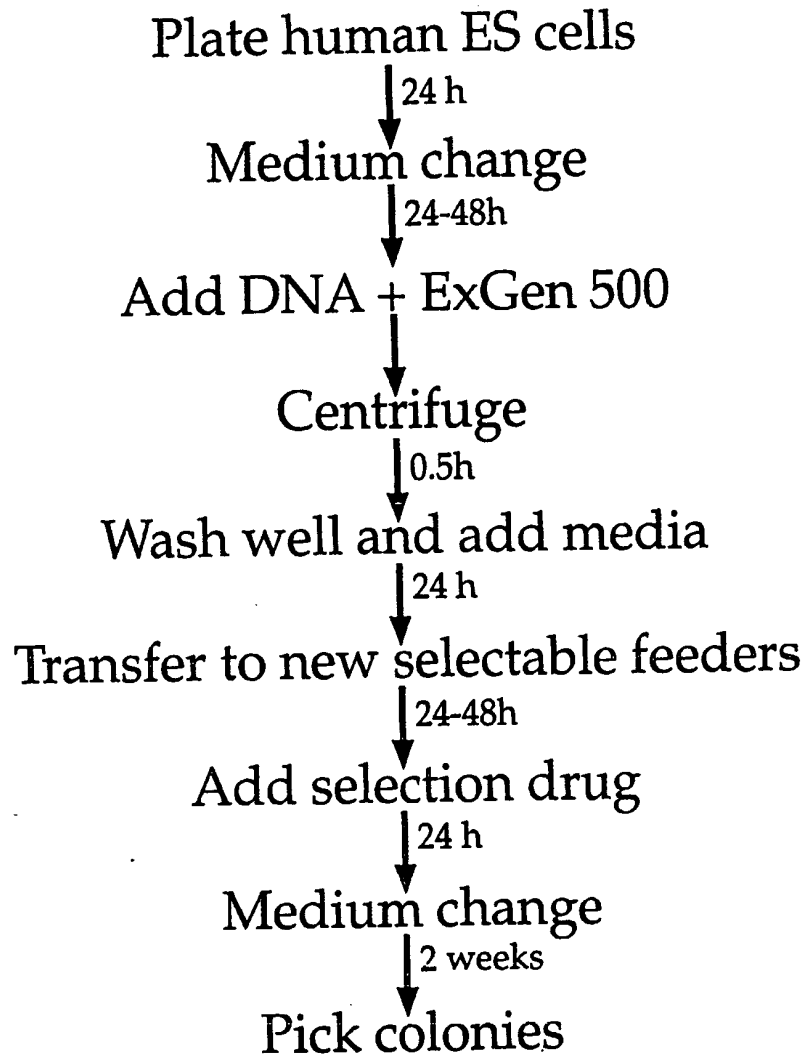 Plate human ES cells
24 h
Medium change
24-48h
Add DNA + ExGen 500
Centrifuge
0.5h
Wash well and add media
24 h
Transfer to new selectable feeders
24-48h
Add selection drug
24 h
Medium change
2 weeks
Pick colonies